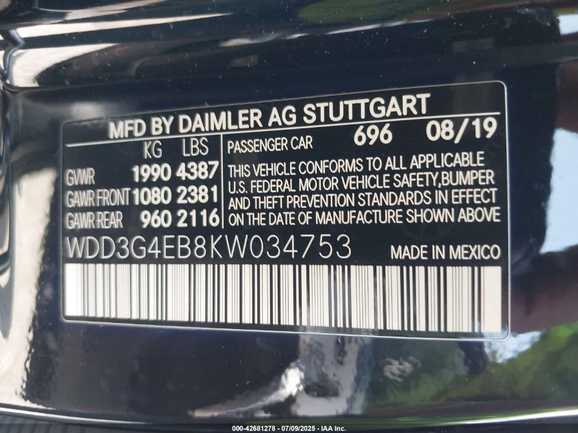 MFD BY DAIMLER AG STUTTGART
KG LBS PASSENGER CAR 696 08/19
GVWR 1990 4387
GAWR FRONT 1080 2381
GAWR REAR 960 2116
THIS VEHICLE CONFORMS TO ALL APPLICABLE
U.S. FEDERAL MOTOR VEHICLE SAFETY, BUMPER
AND THEFT PREVENTION STANDARDS IN EFFECT
ON THE DATE OF MANUFACTURE SHOWN ABOVE
WDD3G4EB8KW034753 MADE IN MEXICO
000-42681278 - 07/09/2025 - IAA Inc.